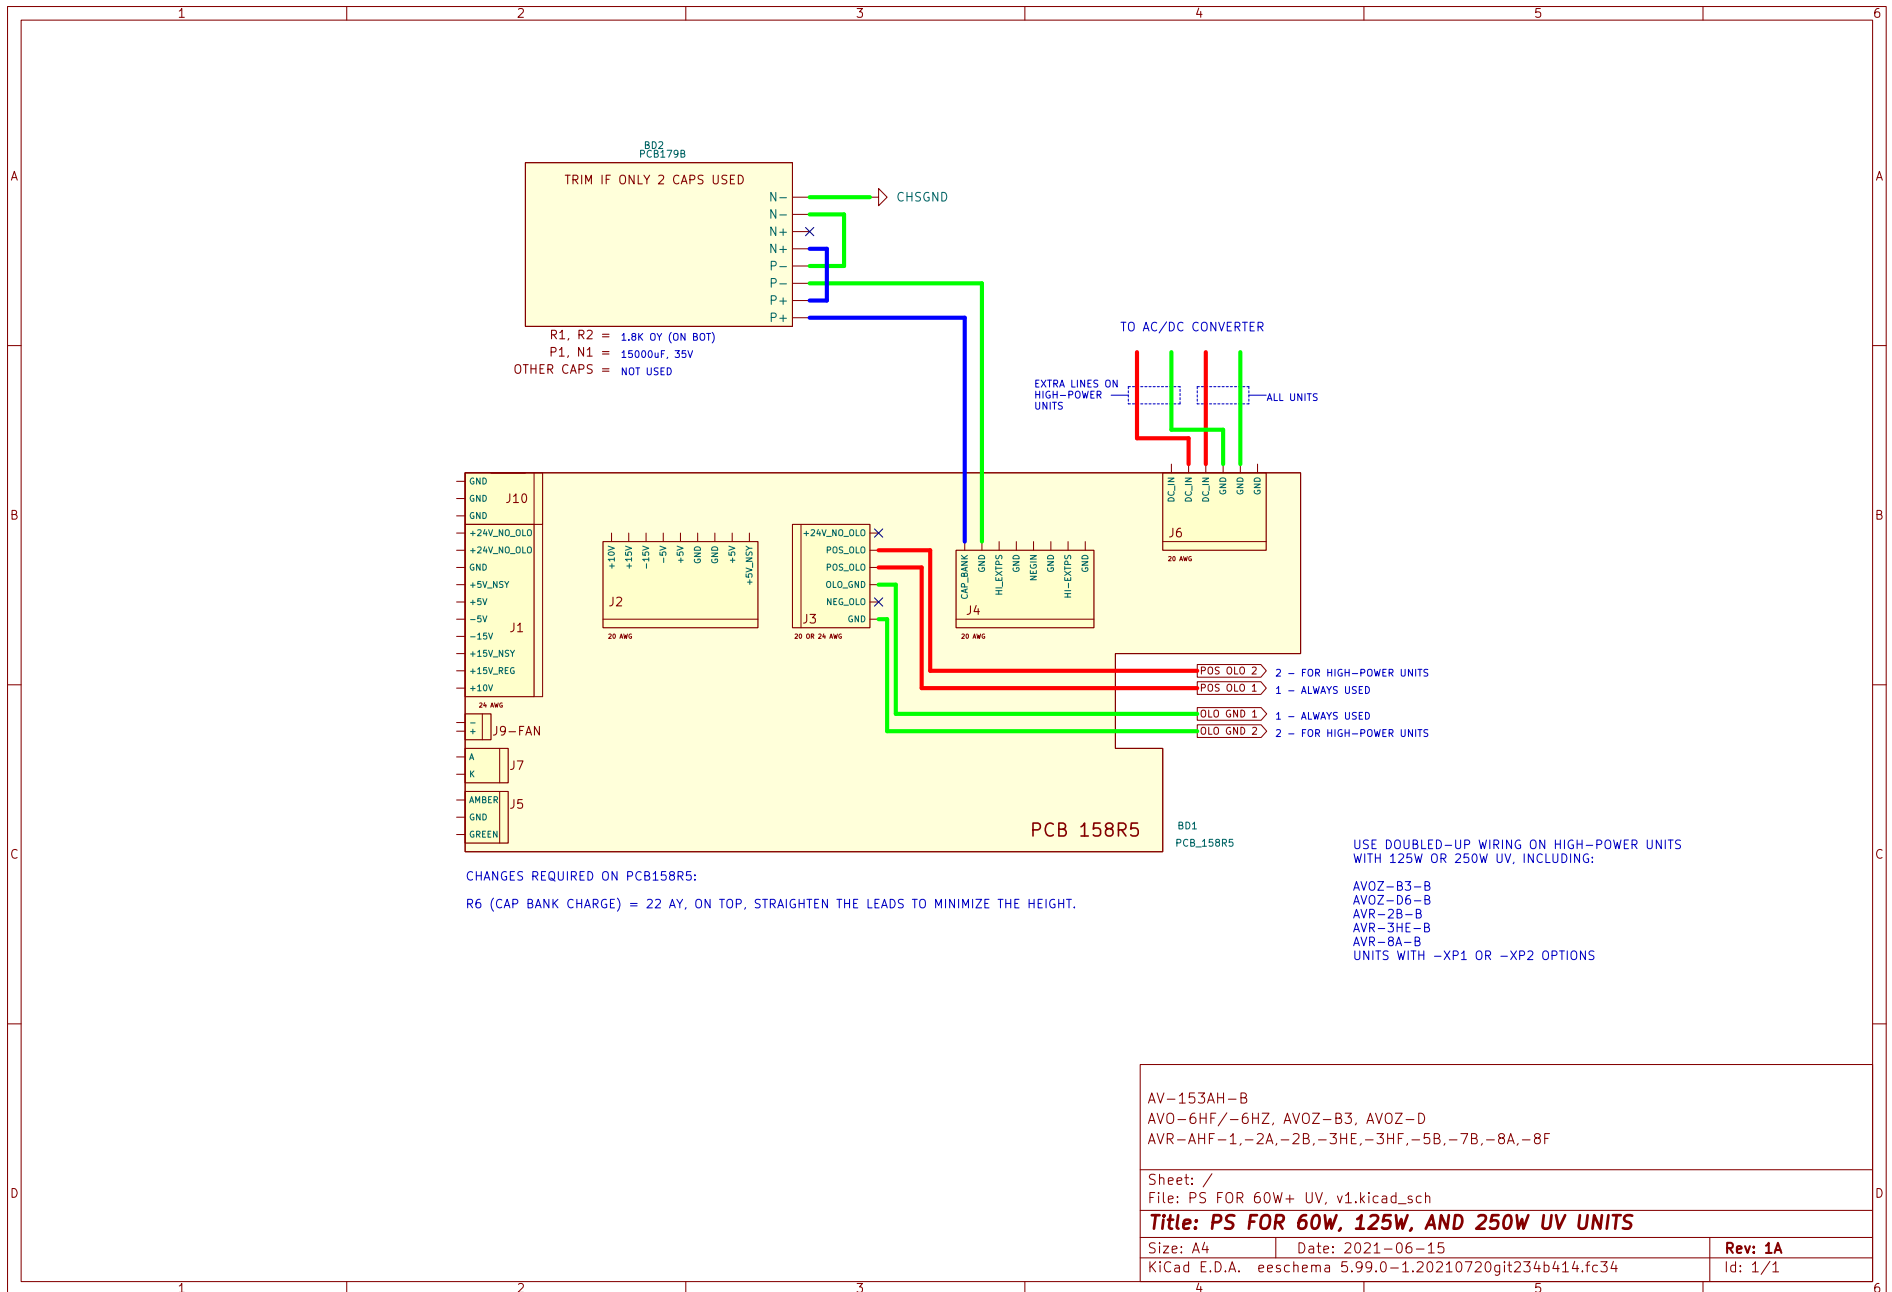 1 2 3 4 5 6
A A
B B
C C
D D
BD2
PCB179B
TRIM IF ONLY 2 CAPS USED
N-
N-
N+
N+
P-
P-
P+
P+
CHSGND
R1, R2 = 1.8K OY (ON BOT)
P1, N1 = 15000uF, 35V
OTHER CAPS = NOT USED
TO AC/DC CONVERTER
EXTRA LINES ON
HIGH-POWER
UNITS
ALL UNITS
GND
GND
GND
J10
+24V_NO_OLO
+24V_NO_OLO
GND
+5V_NSY
+5V
-5V
-15V
+15V_NSY
+15V_REG
+10V
J1
24 AWG
-
+
J9-FAN
A
K
J7
AMBER
GND
GREEN
J5
+10V
+15V
-15V
-5V
+5V
GND
GND
+5V
+5V_NSY
J2
20 AWG
+24V_NO_OLO
POS_OLO
POS_OLO
OLO_GND
NEG_OLO
GND
J3
20 OR 24 AWG
CAP_BANK
GND
HI_EXTPS
GND
NEGIN
GND
HI-EXTPS
GND
J4
20 AWG
DC_IN
DC_IN
DC_IN
GND
GND
GND
J6
20 AWG
POS OLO 2 2 - FOR HIGH-POWER UNITS
POS OLO 1 1 - ALWAYS USED
OLO GND 1 1 - ALWAYS USED
OLO GND 2 2 - FOR HIGH-POWER UNITS
PCB 158R5
BD1
PCB_158R5
CHANGES REQUIRED ON PCB158R5:
R6 (CAP BANK CHARGE) = 22 AY, ON TOP, STRAIGHTEN THE LEADS TO MINIMIZE THE HEIGHT.
USE DOUBLED-UP WIRING ON HIGH-POWER UNITS
WITH 125W OR 250W UV, INCLUDING:
AVOZ-B3-B
AVOZ-D6-B
AVR-2B-B
AVR-3HE-B
AVR-8A-B
UNITS WITH -XP1 OR -XP2 OPTIONS
AV-153AH-B
AVO-6HF/-6HZ, AVOZ-B3, AVOZ-D
AVR-AHF-1,-2A,-2B,-3HE,-3HF,-5B,-7B,-8A,-8F
Sheet: /
File: PS FOR 60W+ UV, v1.kicad_sch
Title: PS FOR 60W, 125W, AND 250W UV UNITS
Size: A4 Date: 2021-06-15 Rev: 1A
KiCad E.D.A. eeschema 5.99.0-1.20210720git234b414.fc34 Id: 1/1
1 2 3 4 5 6